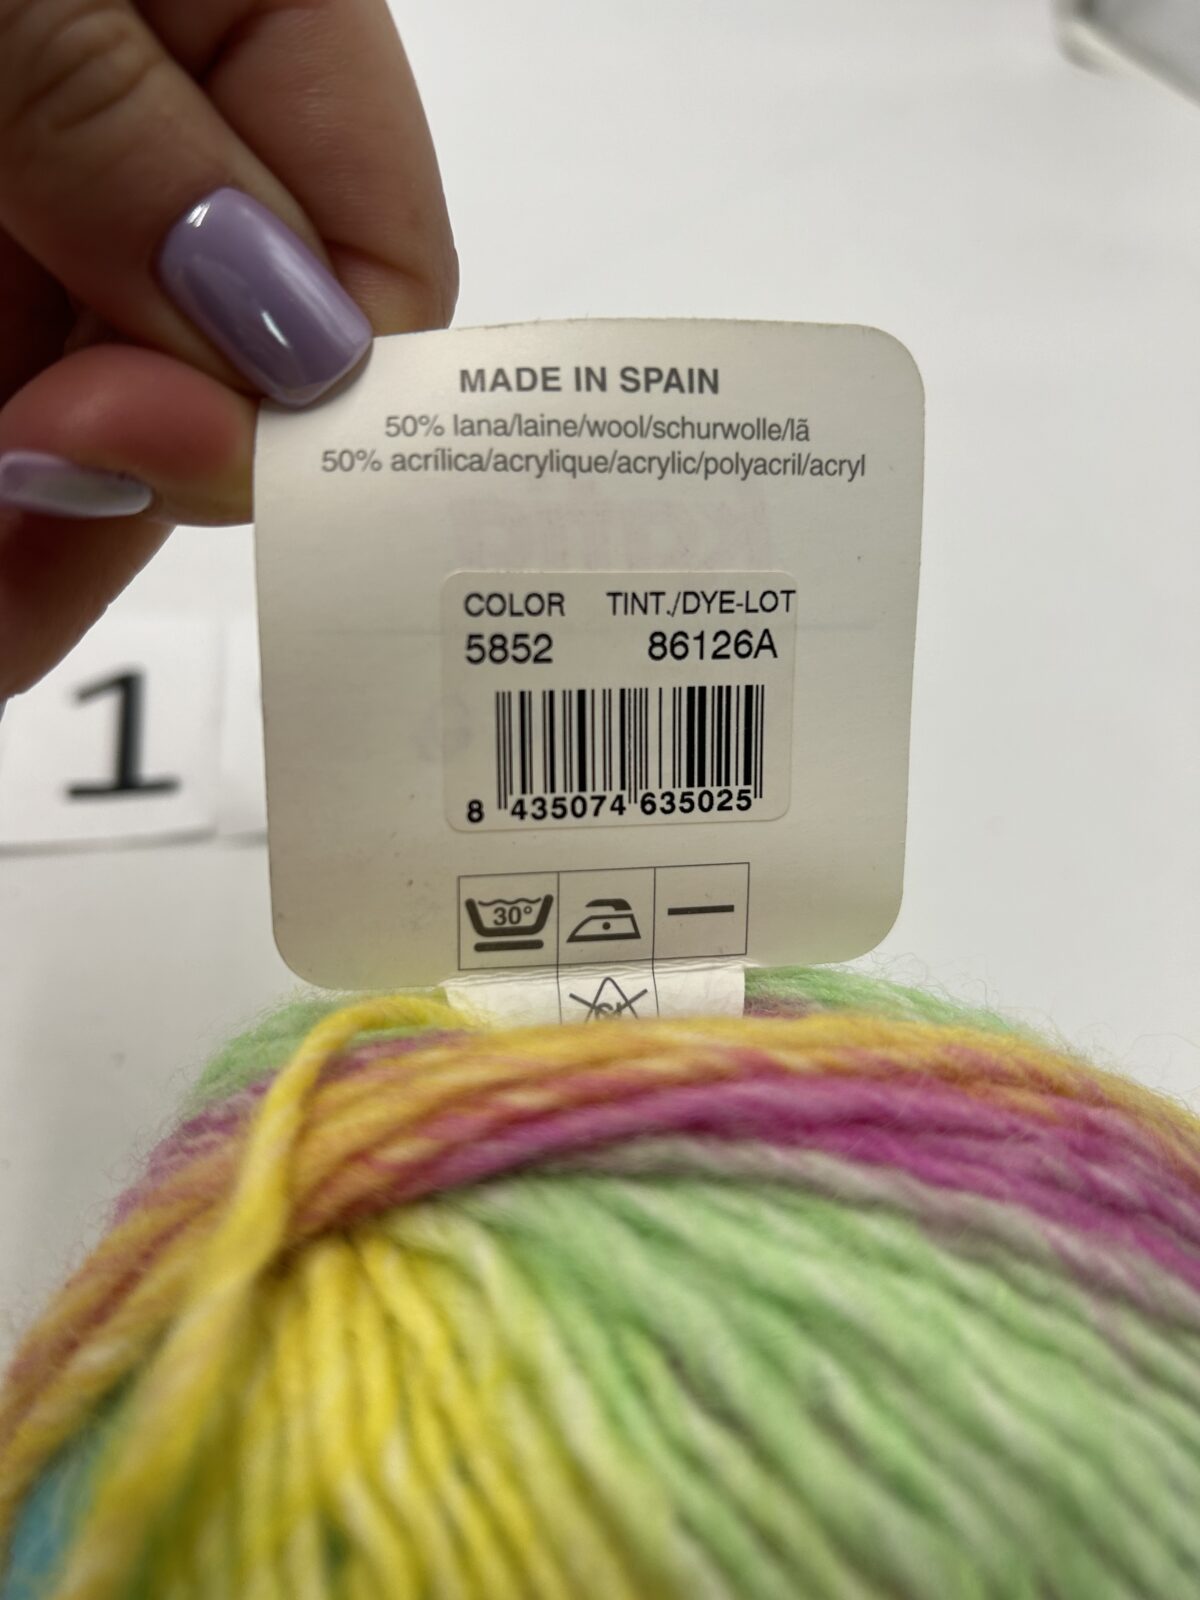 MADE IN SPAIN
50% lana/laine/wool/schurwolle/lã
50% acrílica/acrylique/acrylic/polyacril/acryl
COLOR TINT./DYE-LOT
5852 86126A
8 435074 635025
1
30°